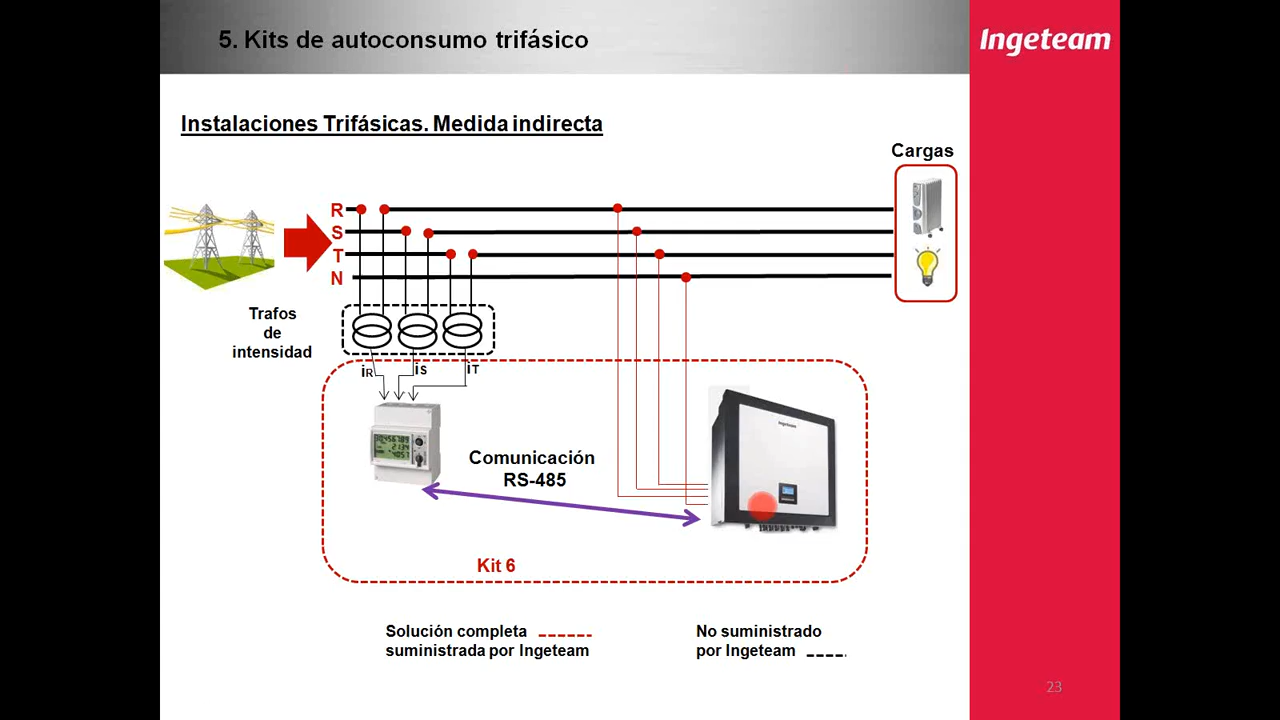 5. Kits de autoconsumo trifásico
Ingeteam
Instalaciones Trifásicas. Medida indirecta
Cargas
R
S
T
N
Trafos
de
intensidad
iR
iS
iT
Comunicación
RS-485
Ingeteam
Kit 6
Solución completa
suministrada por Ingeteam
No suministrado
por Ingeteam
23